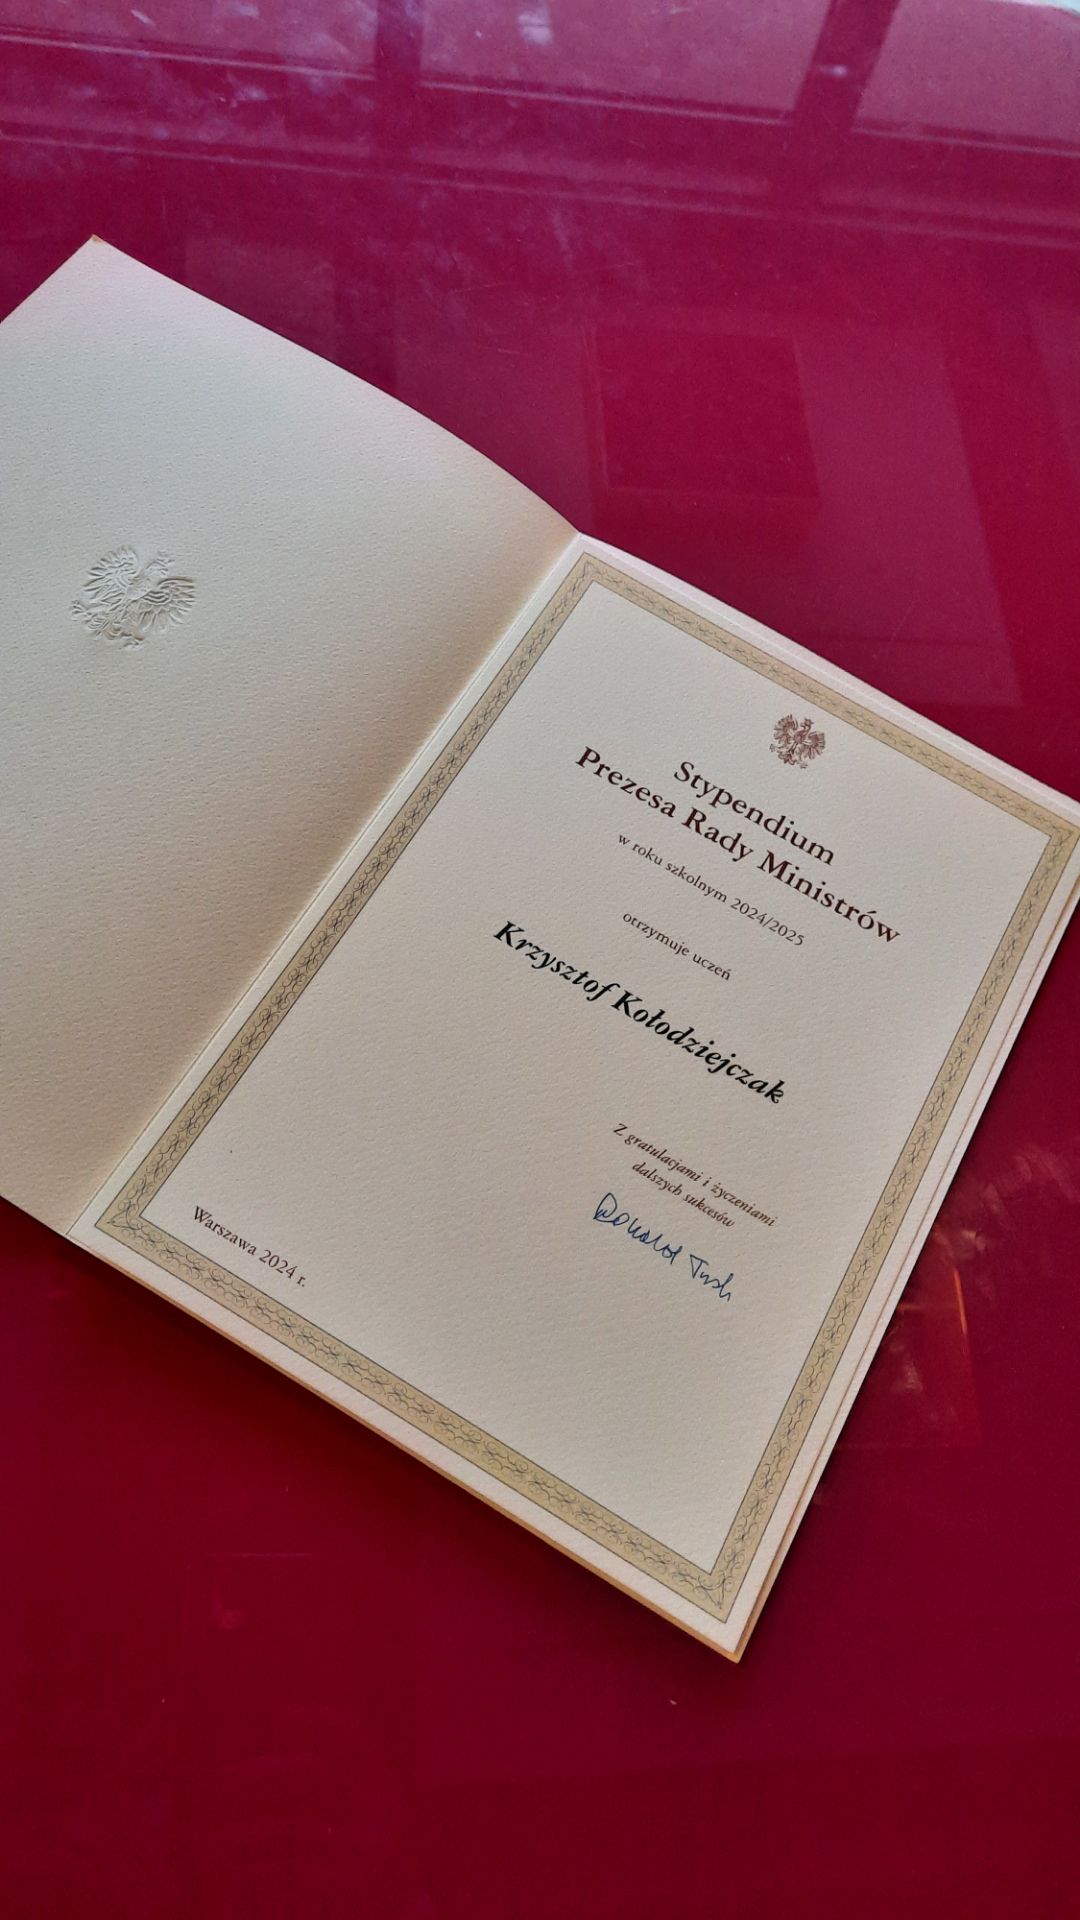 Stypendium
Prezesa Rady Ministrów
w roku szkolnym 2024/2025
otrzymuje uczeń
Krzysztof Kołodziejczak
Z gratulacjami i życzeniami
dalszych sukcesów
Donald Tusk
Warszawa 2024 r.